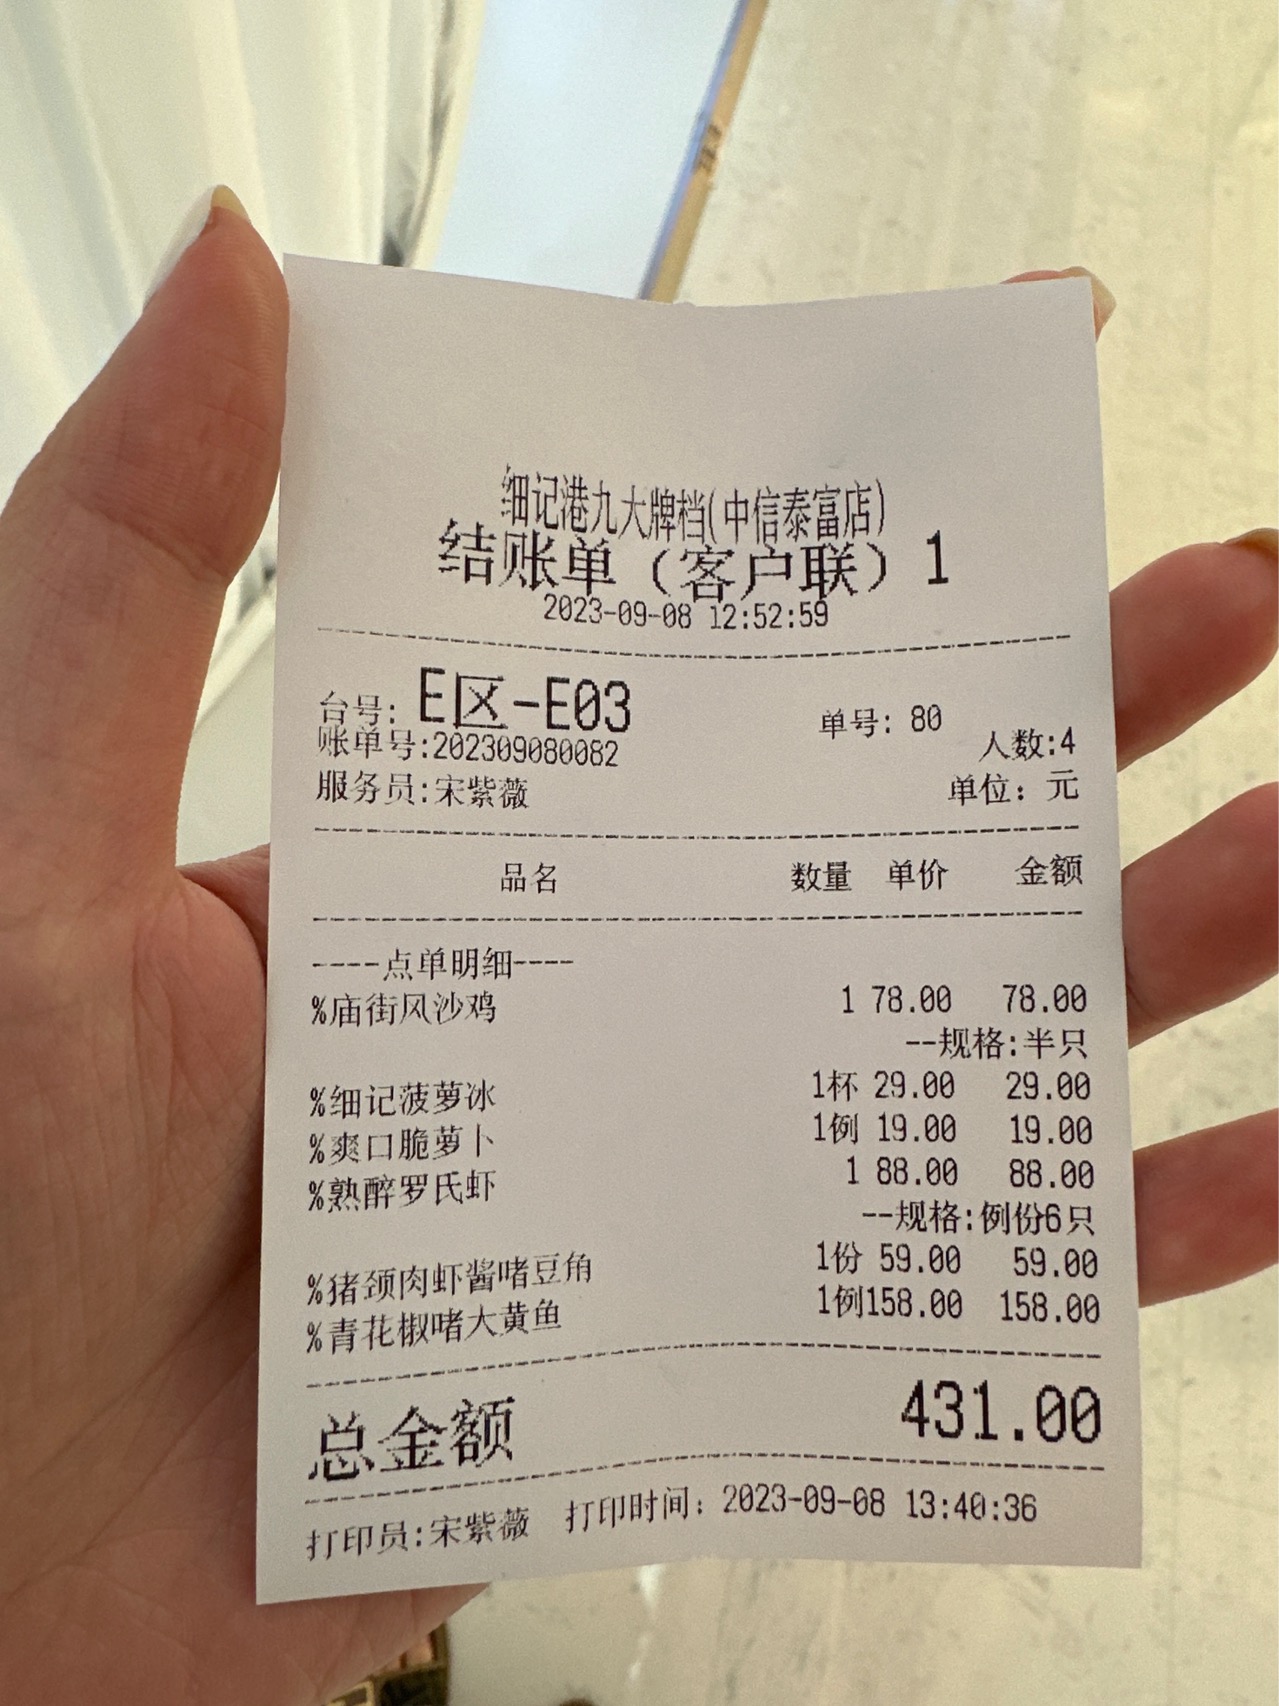 细记港九大牌档(中信泰富店)
结账单（客户联）1
2023-09-08 12:52:59
台号: E区-E03 单号: 80
账单号:202309080082 人数:4
服务员:宋紫薇 单位: 元
品名 数量 单价 金额
----点单明细----
%庙街风沙鸡 1 78.00 78.00
--规格:半只
%细记菠萝冰 1杯 29.00 29.00
%爽口脆萝卜 1例 19.00 19.00
%熟醉罗氏虾 1 88.00 88.00
--规格:例份6只
%猪颈肉虾酱啫豆角 1份 59.00 59.00
%青花椒啫大黄鱼 1例158.00 158.00
总金额 431.00
打印员:宋紫薇 打印时间: 2023-09-08 13:40:36